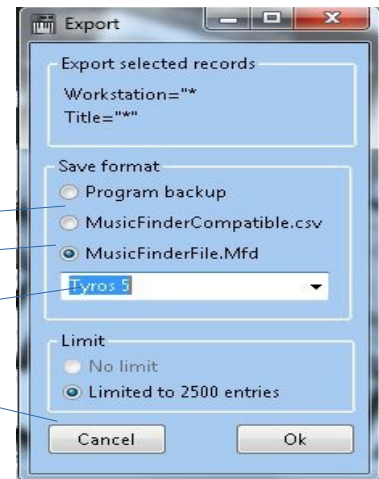 Export
Export selected records
Workstation="*
Title="*"
Save format
Program backup
MusicFinderCompatible.csv
MusicFinderFile.Mfd
Tyros 5
Limit
No limit
Limited to 2500 entries
Cancel Ok